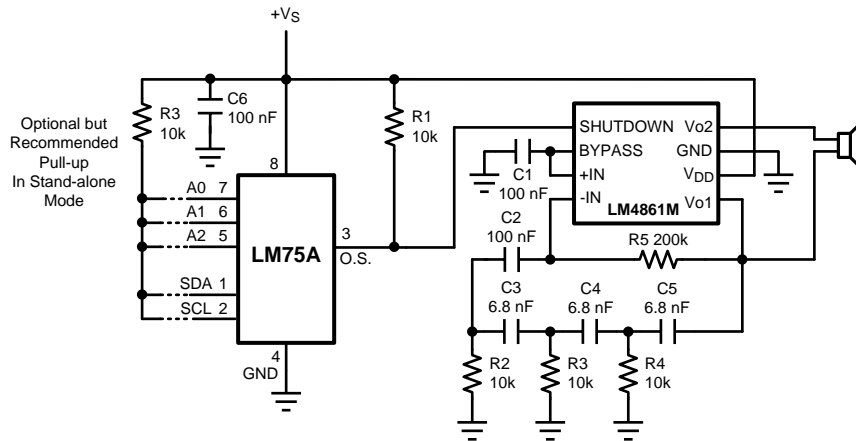 +VS
Optional but
Recommended
Pull-up
In Stand-alone
Mode
R3
10k
C6
100 nF
R1
10k
8
A0 7
A1 6
A2 5
SDA 1
SCL 2
LM75A
3
O.S.
4
GND
C1
100 nF
SHUTDOWN
BYPASS
+IN
-IN
Vo2
GND
VDD
Vo1
LM4861M
C2
100 nF
R5 200k
C3
6.8 nF
C4
6.8 nF
C5
6.8 nF
R2
10k
R3
10k
R4
10k